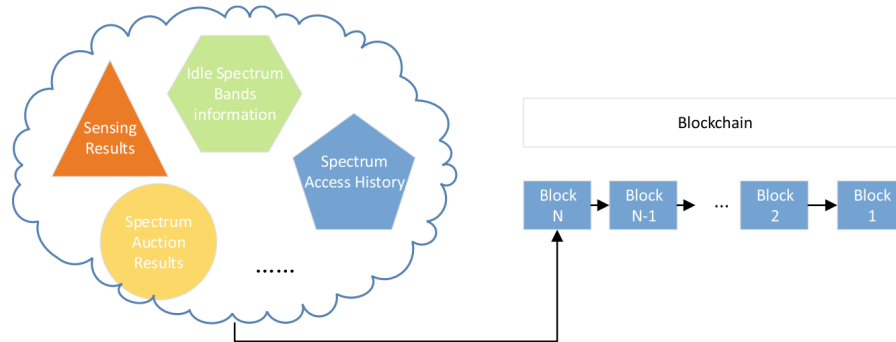 Idle Spectrum
Bands
information
Sensing
Results
Spectrum
Access History
Spectrum
Auction
Results
......
Blockchain
Block
N
Block
N-1
...
Block
2
Block
1